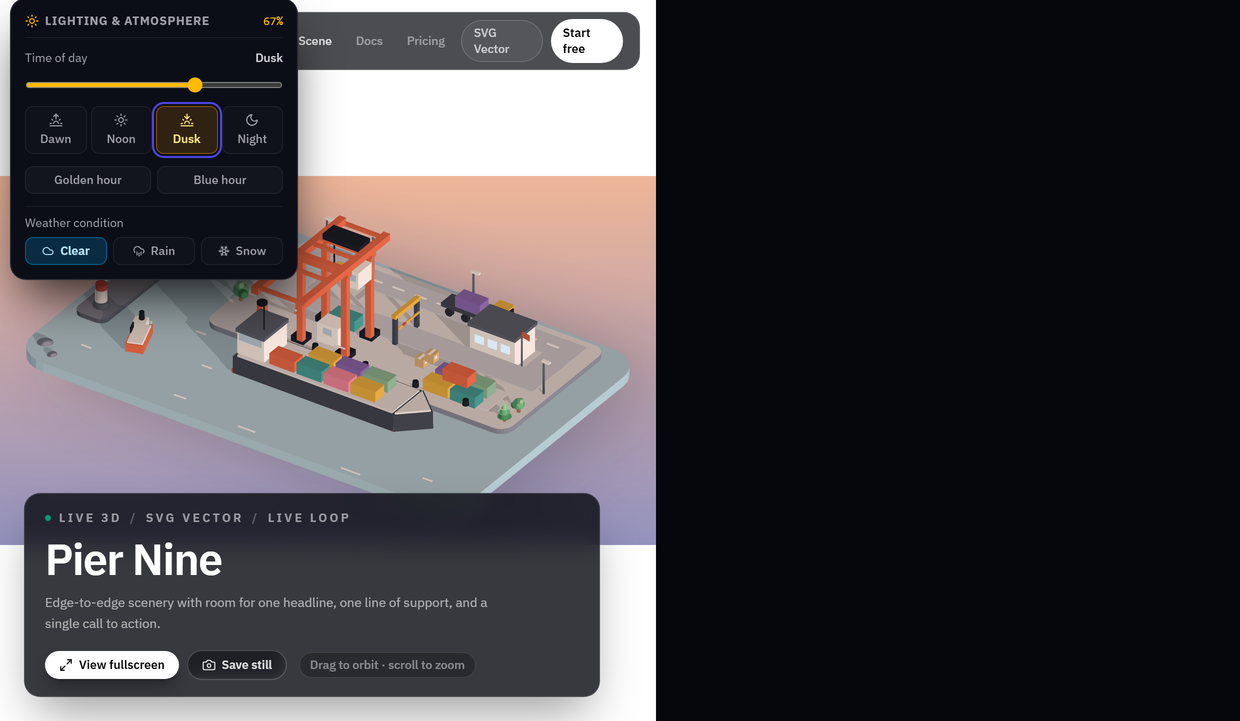 LIGHTING & ATMOSPHERE 67%
Time of day Dusk
Dawn Noon Dusk Night
Golden hour Blue hour
Weather condition
Clear Rain Snow
Scene Docs Pricing SVG Vector Start free
LIVE 3D / SVG VECTOR / LIVE LOOP
Pier Nine
Edge-to-edge scenery with room for one headline, one line of support, and a
single call to action.
View fullscreen Save still Drag to orbit · scroll to zoom